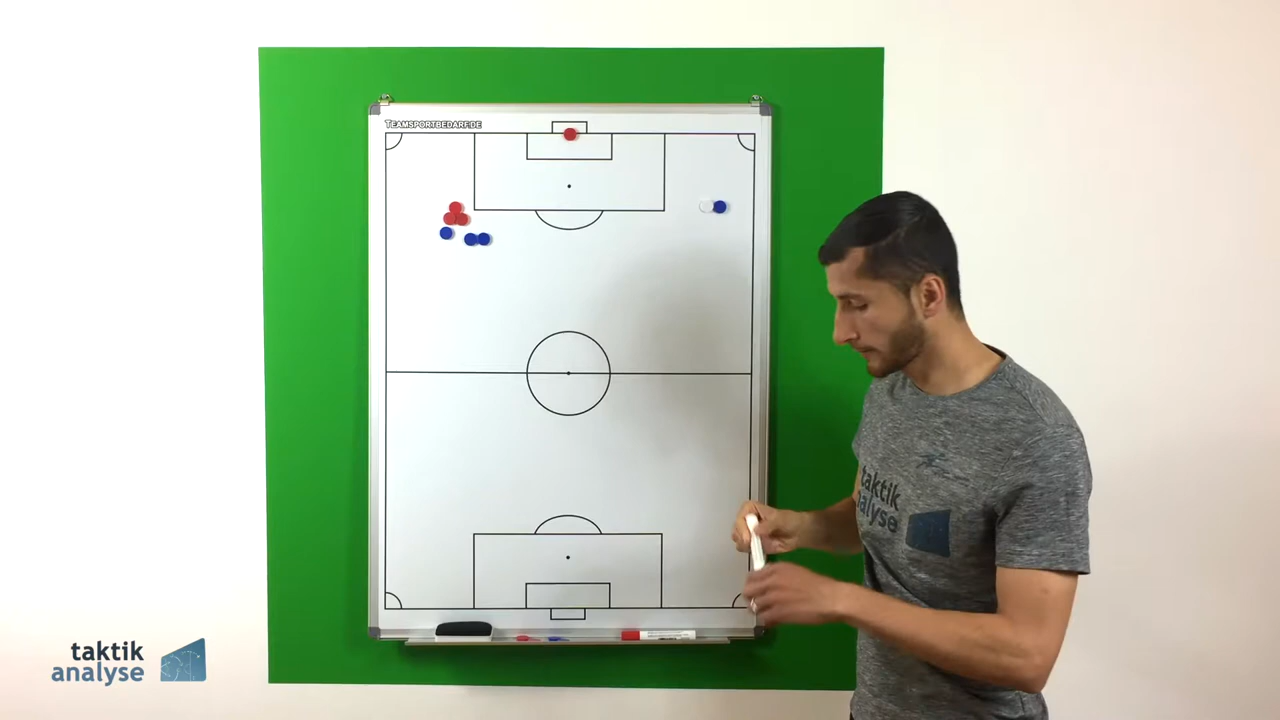 TEAMSPORTBEDARF.DE
taktik
analyse
taktik
analyse